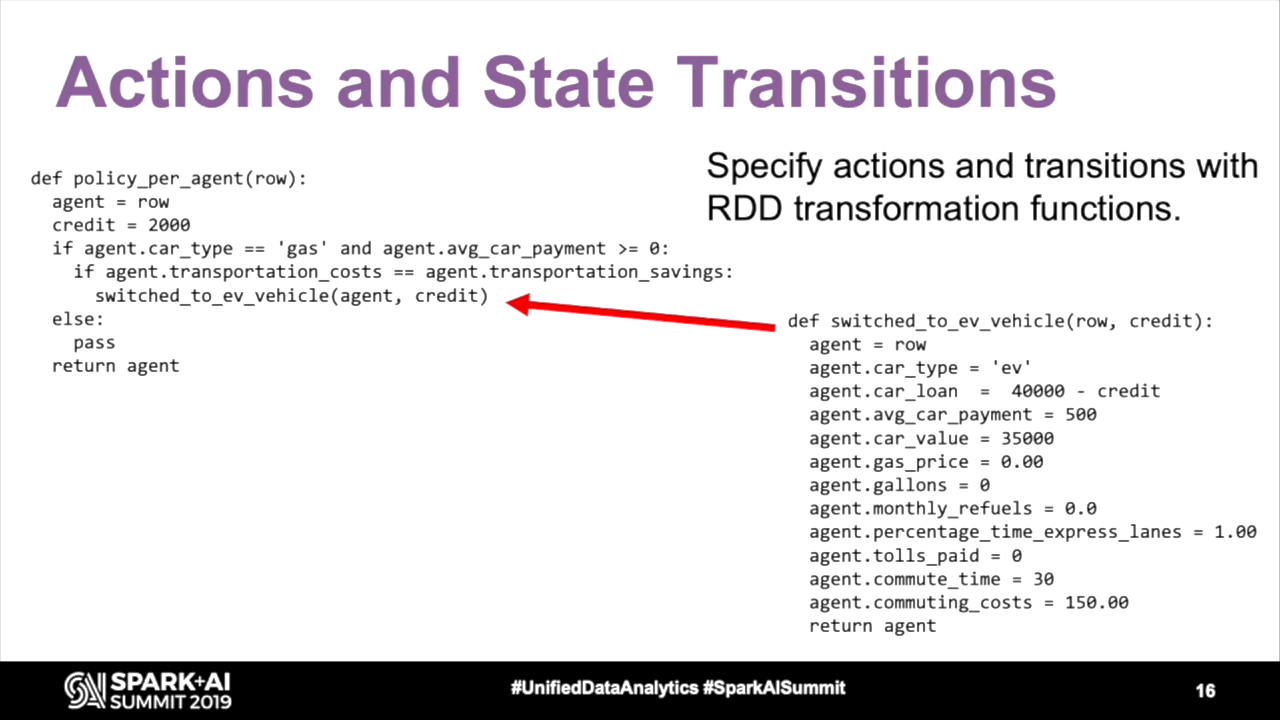 Actions and State Transitions
Specify actions and transitions with
RDD transformation functions.
def policy_per_agent(row):
  agent = row
  credit = 2000
  if agent.car_type == 'gas' and agent.avg_car_payment >= 0:
    if agent.transportation_costs == agent.transportation_savings:
      switched_to_ev_vehicle(agent, credit)
  else:
    pass
  return agent
def switched_to_ev_vehicle(row, credit):
  agent = row
  agent.car_type = 'ev'
  agent.car_loan  =  40000 - credit
  agent.avg_car_payment = 500
  agent.car_value = 35000
  agent.gas_price = 0.00
  agent.gallons = 0
  agent.monthly_refuels = 0.0
  agent.percentage_time_express_lanes = 1.00
  agent.tolls_paid = 0
  agent.commute_time = 30
  agent.commuting_costs = 150.00
  return agent
SPARK+AI
SUMMIT 2019
#UnifiedDataAnalytics #SparkAISummit
16